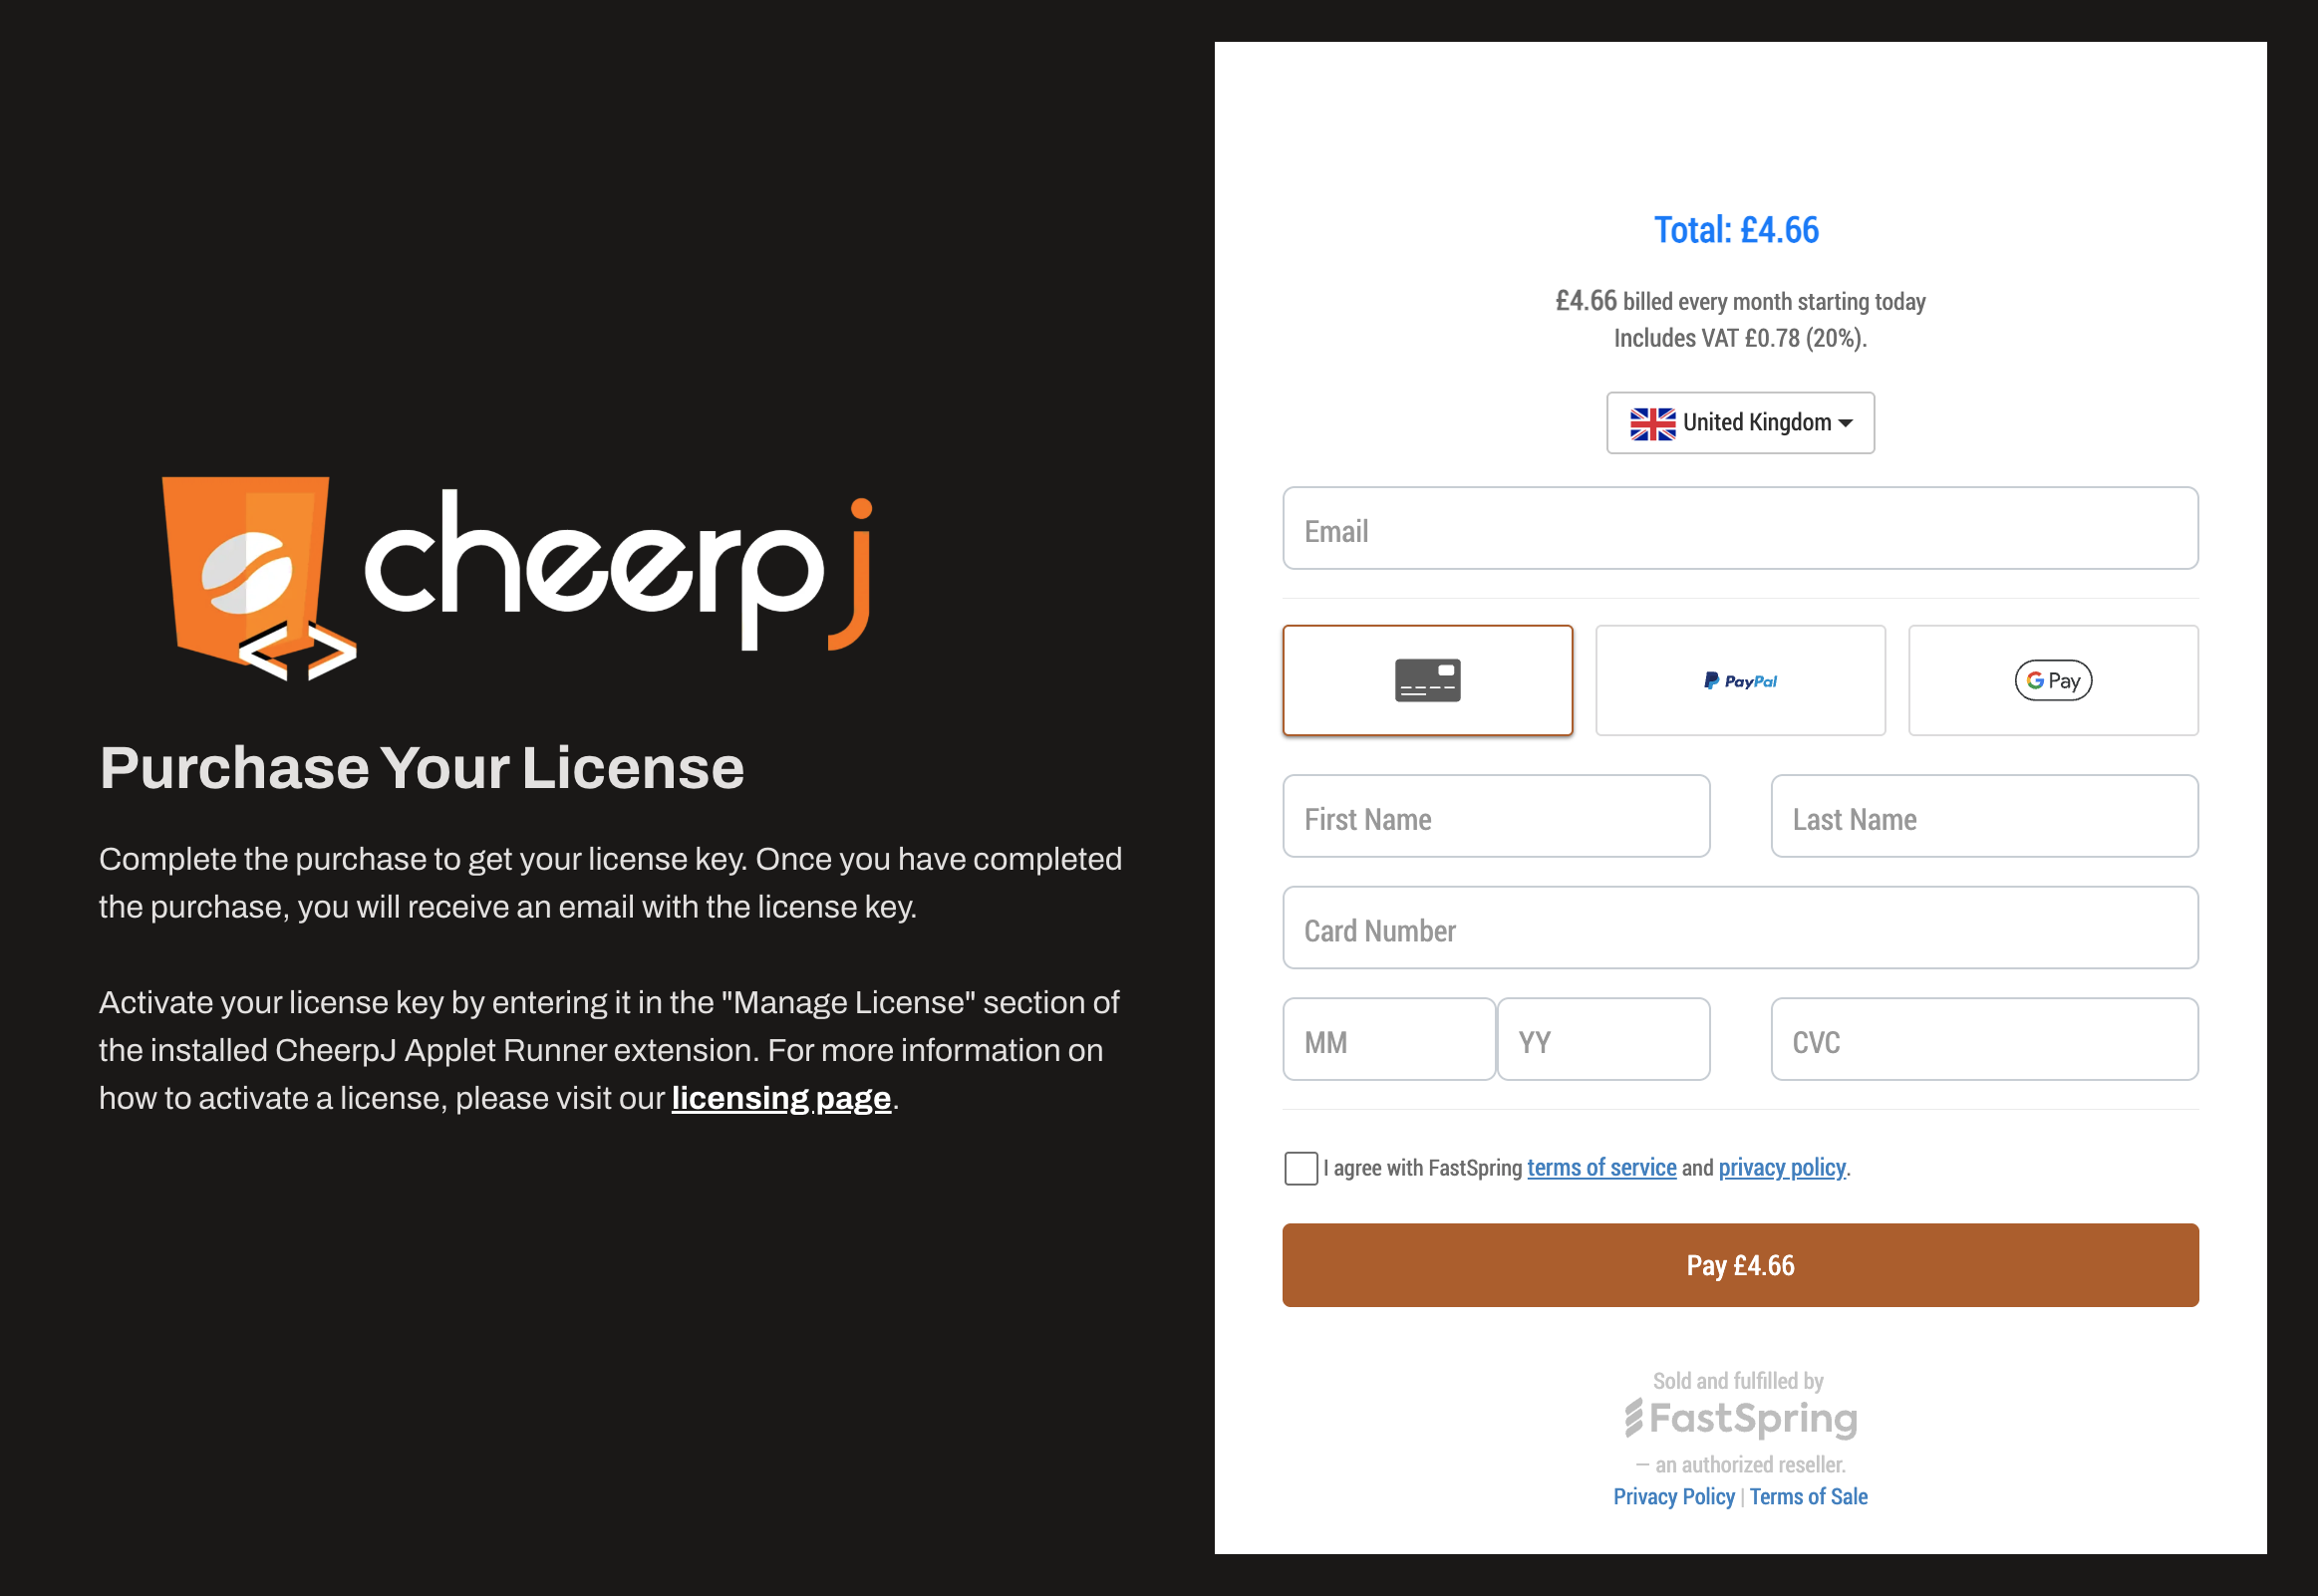 cheerpj
Purchase Your License
Complete the purchase to get your license key. Once you have completed
the purchase, you will receive an email with the license key.
Activate your license key by entering it in the "Manage License" section of
the installed CheerpJ Applet Runner extension. For more information on
how to activate a license, please visit our licensing page.
Total: £4.66
£4.66 billed every month starting today
Includes VAT £0.78 (20%).
United Kingdom
Email
PayPal
G Pay
First Name
Last Name
Card Number
MM
YY
CVC
I agree with FastSpring terms of service and privacy policy.
Pay £4.66
Sold and fulfilled by
FastSpring
— an authorized reseller.
Privacy Policy | Terms of Sale